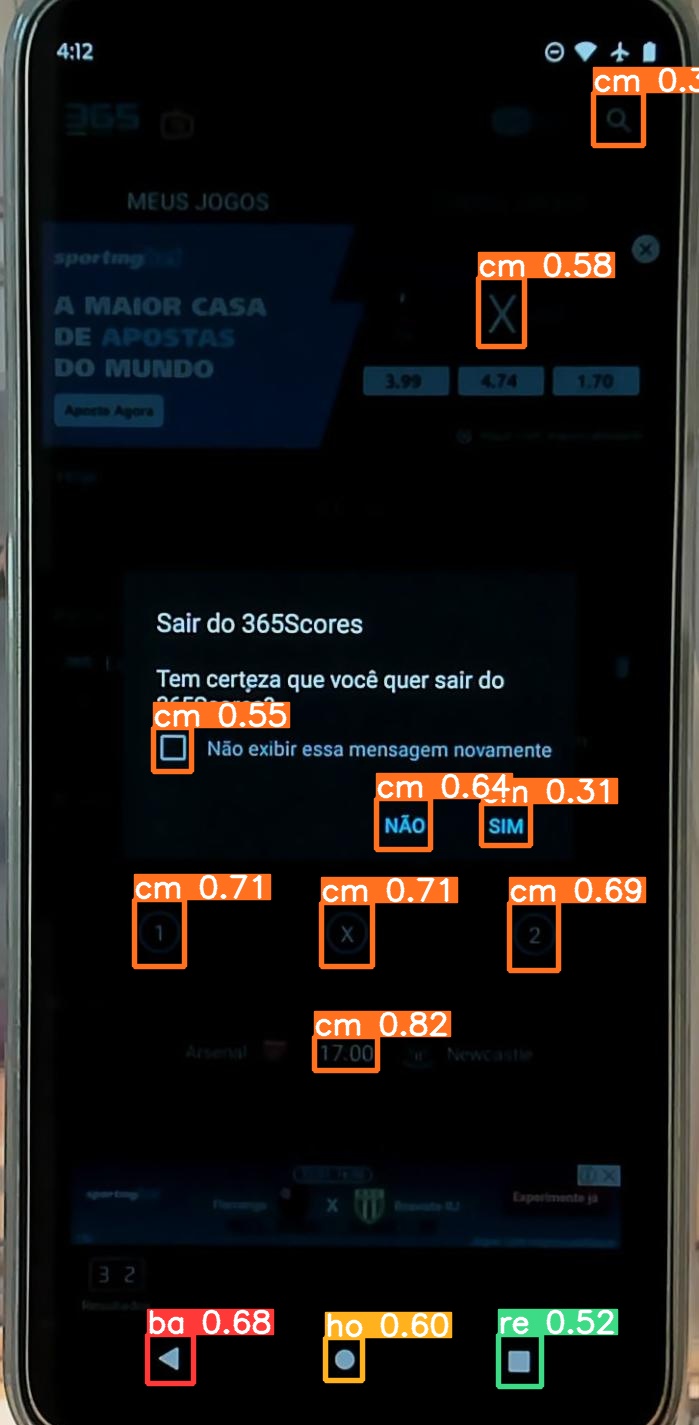 4:12
cm 0.3
365
MEUS JOGOS
sporting
cm 0.58
A MAIOR CASA
DE APOSTAS
DO MUNDO
X
3.99 4.74 1.70
Aposte Agora
Sair do 365Scores
Tem certeza que você quer sair do
cm 0.55
Não exibir essa mensagem novamente
cm 0.64 0.31
NÃO SIM
cm 0.71 cm 0.71 cm 0.69
1 X 2
cm 0.82
Arsenal 17.00 Newcastle
sporting
Flamengo X Boavista RJ Experimente já
3 2
Resultados
ba 0.68 ho 0.60 re 0.52